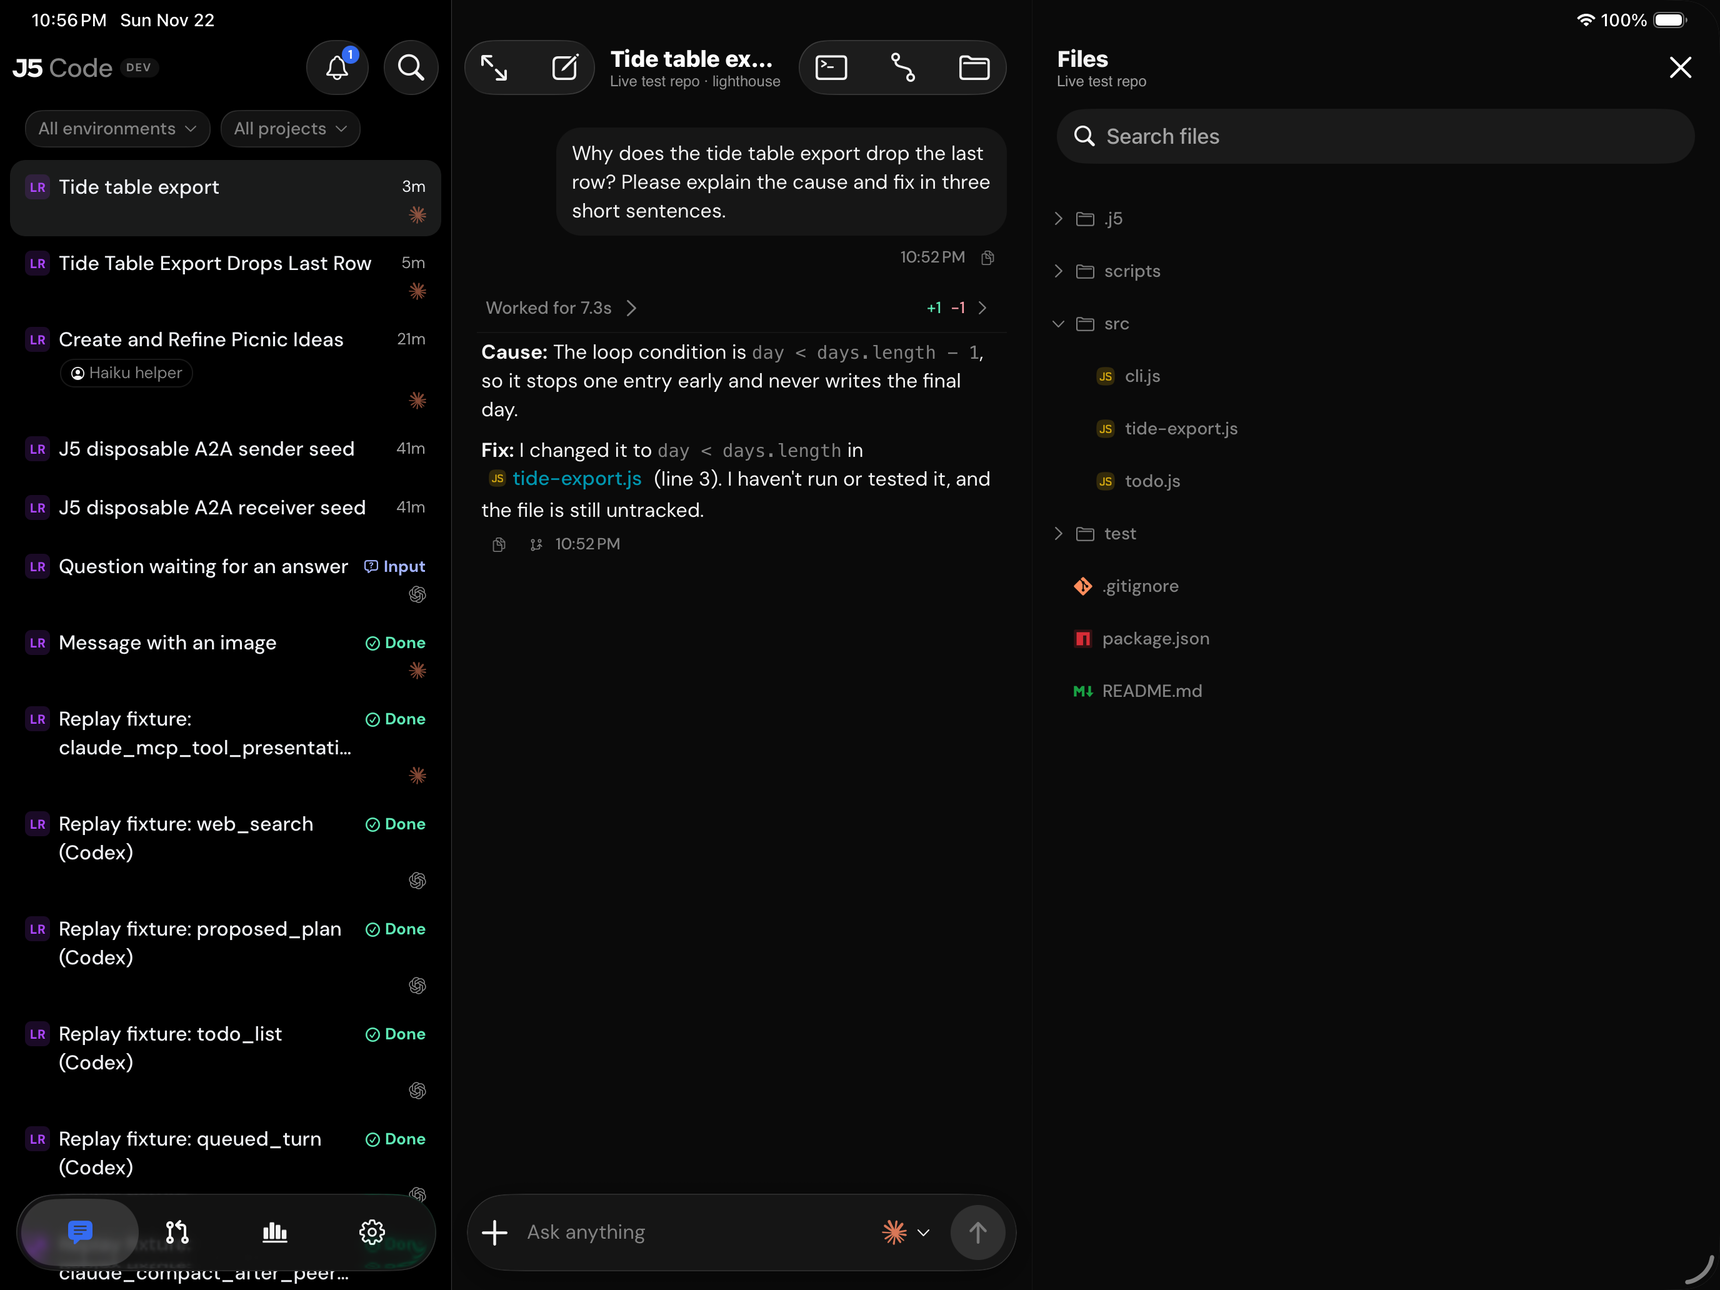 10:56 PM Sun Nov 22
100%
J5 Code DEV
1
All environments
All projects
LR Tide table export 3m
LR Tide Table Export Drops Last Row 5m
LR Create and Refine Picnic Ideas 21m
Haiku helper
LR J5 disposable A2A sender seed 41m
LR J5 disposable A2A receiver seed 41m
LR Question waiting for an answer Input
LR Message with an image Done
LR Replay fixture: Done
claude_mcp_tool_presentati...
LR Replay fixture: web_search Done
(Codex)
LR Replay fixture: proposed_plan Done
(Codex)
LR Replay fixture: todo_list Done
(Codex)
LR Replay fixture: queued_turn Done
(Codex)
Replay fixture: Done
claude_compact_after_peer...
Tide table ex...
Live test repo · lighthouse
Why does the tide table export drop the last
row? Please explain the cause and fix in three
short sentences.
10:52 PM
Worked for 7.3s +1 -1
Cause: The loop condition is day < days.length - 1,
so it stops one entry early and never writes the final
day.
Fix: I changed it to day < days.length in
JS tide-export.js (line 3). I haven't run or tested it, and
the file is still untracked.
10:52 PM
Ask anything
Files
Live test repo
Search files
.j5
scripts
src
JS cli.js
JS tide-export.js
JS todo.js
test
.gitignore
package.json
M↓ README.md